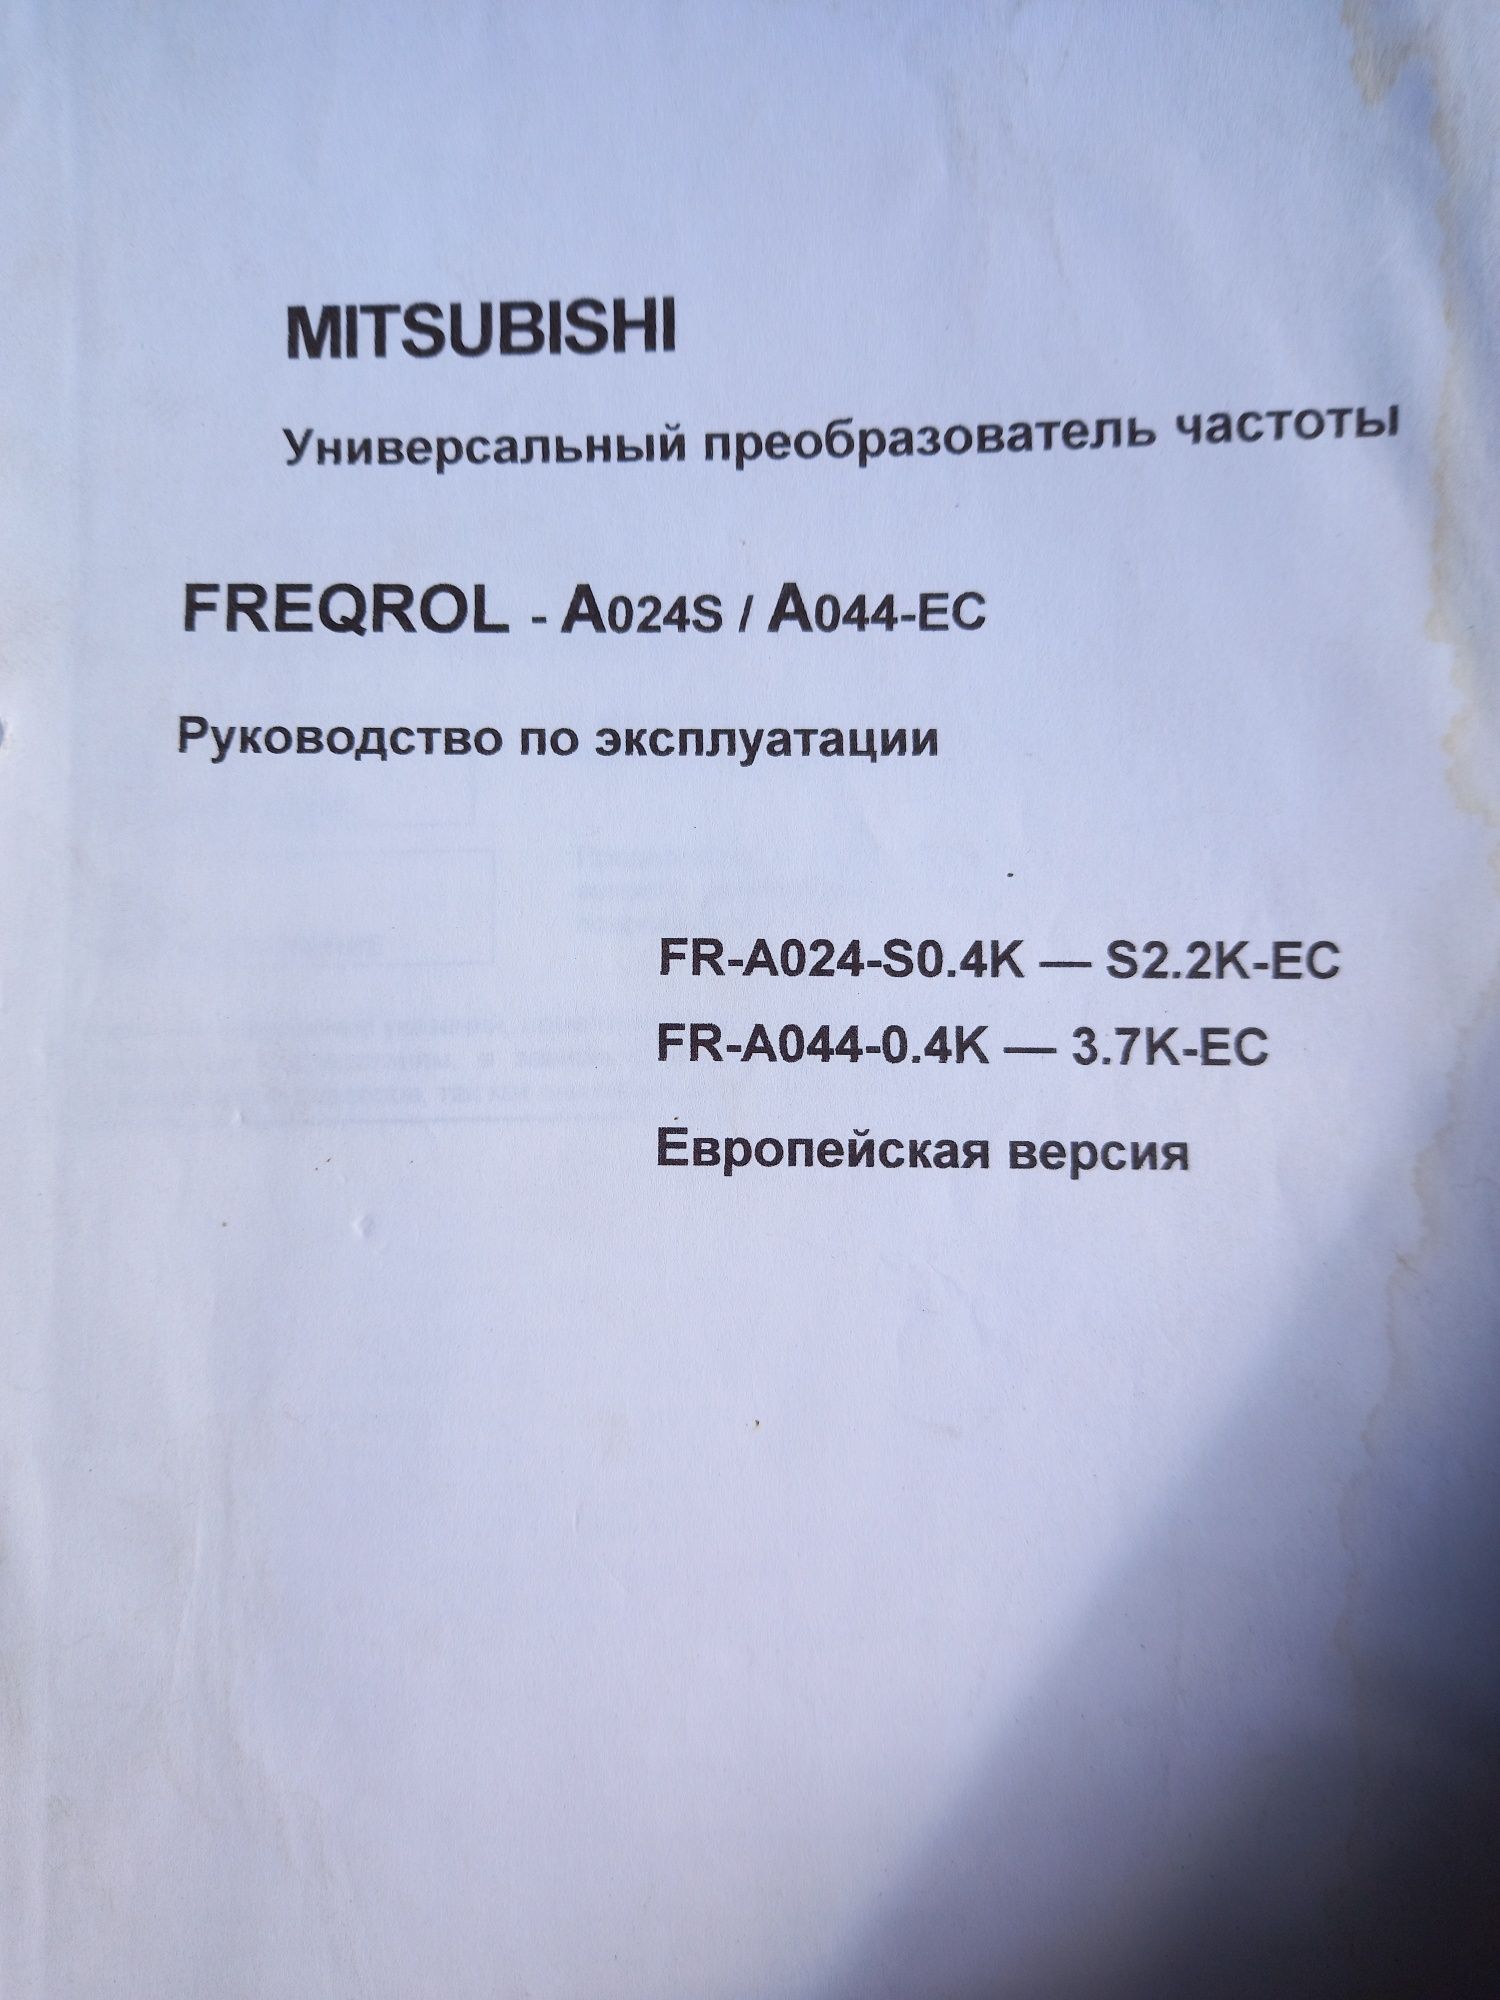 MITSUBISHI
Универсальный преобразователь частоты
FREQROL - A024S / A044-EC
Руководство по эксплуатации
FR-A024-S0.4K — S2.2K-EC
FR-A044-0.4K — 3.7K-EC
Европейская версия